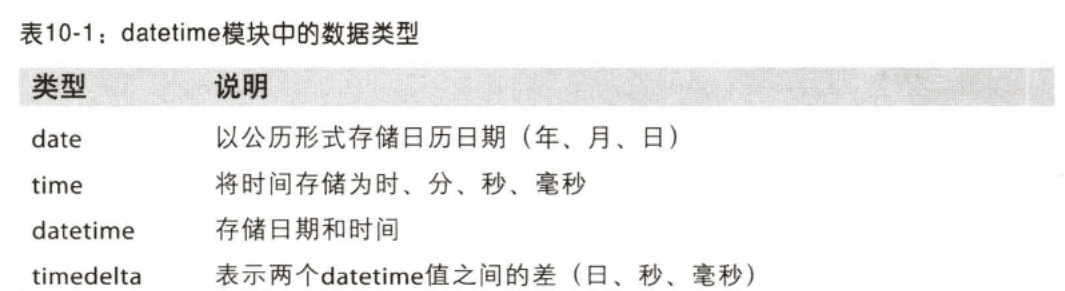 表10-1：datetime模块中的数据类型
类型 说明
date 以公历形式存储日历日期（年、月、日）
time 将时间存储为时、分、秒、毫秒
datetime 存储日期和时间
timedelta 表示两个datetime值之间的差（日、秒、毫秒）